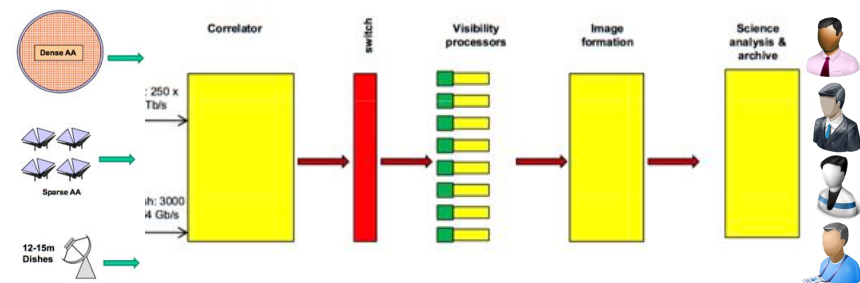 Dense AA
Sparse AA
12-15m
Dishes
Correlator
: 250 x
Tb/s
: 3000
Gb/s
switch
Visibility
processors
Image
formation
Science
analysis &
archive